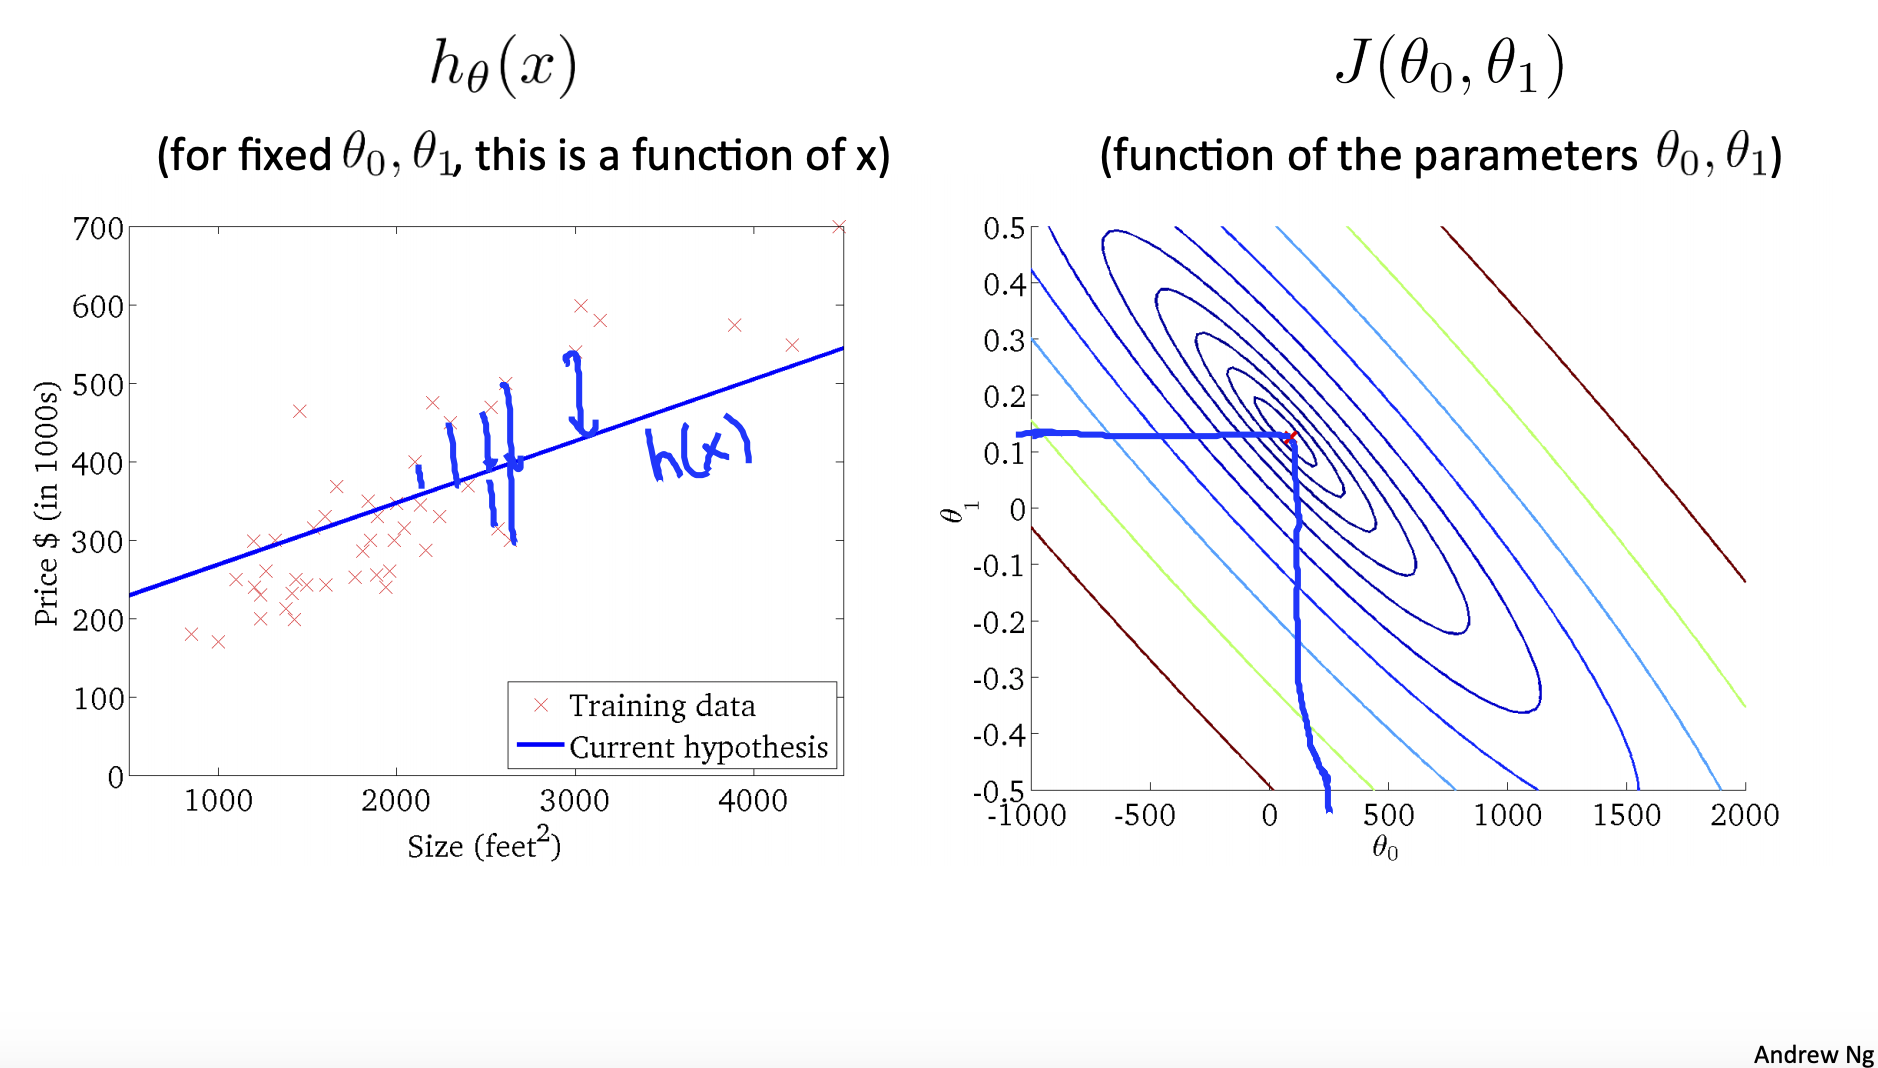 hθ(x)
(for fixed θ0, θ1, this is a function of x)
700
600
500
400
300
200
100
0
Price $ (in 1000s)
h(x)
Training data
Current hypothesis
1000 2000 3000 4000
Size (feet2)
J(θ0, θ1)
(function of the parameters θ0, θ1)
0.5
0.4
0.3
0.2
0.1
0
-0.1
-0.2
-0.3
-0.4
-0.5
θ1
-1000 -500 0 500 1000 1500 2000
θ0
Andrew Ng